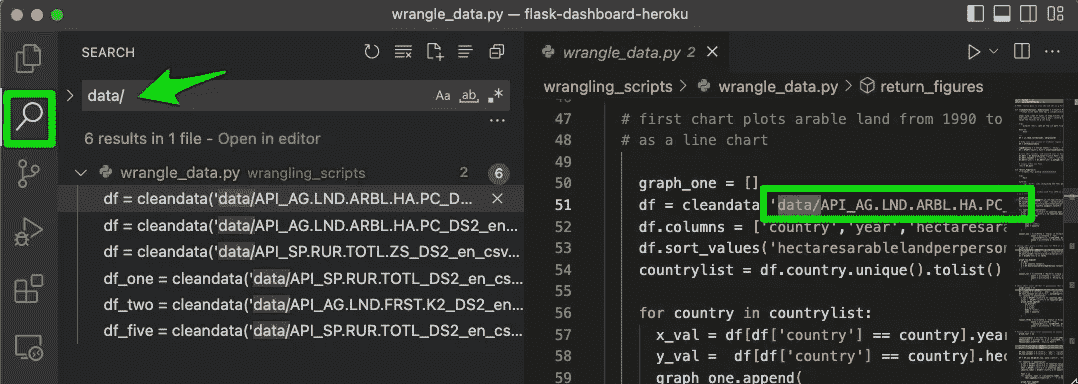 wrangle_data.py — flask-dashboard-heroku
SEARCH
data/
Aa ab .*
6 results in 1 file - Open in editor
wrangle_data.py wrangling_scripts 2 6
df = cleandata('data/API_AG.LND.ARBL.HA.PC_D...
df = cleandata('data/API_AG.LND.ARBL.HA.PC_DS2_en...
df = cleandata('data/API_SP.RUR.TOTL.ZS_DS2_en_csv...
df_one = cleandata('data/API_SP.RUR.TOTL_DS2_en_cs...
df_two = cleandata('data/API_AG.LND.FRST.K2_DS2_en...
df_five = cleandata('data/API_SP.RUR.TOTL_DS2_en_cs...
wrangle_data.py 2
wrangling_scripts > wrangle_data.py > return_figures
47 # first chart plots arable land from 1990 to
48 # as a line chart
49
50 graph_one = []
51 df = cleandata 'data/API_AG.LND.ARBL.HA.PC_
52 df.columns = ['country','year','hectaresar
53 df.sort_values('hectaresarablelandperperson
54 countrylist = df.country.unique().tolist()
55
56 for country in countrylist:
57 x_val = df[df['country'] == country].year
58 y_val = df[df['country'] == country].hec
59 graph_one.append(